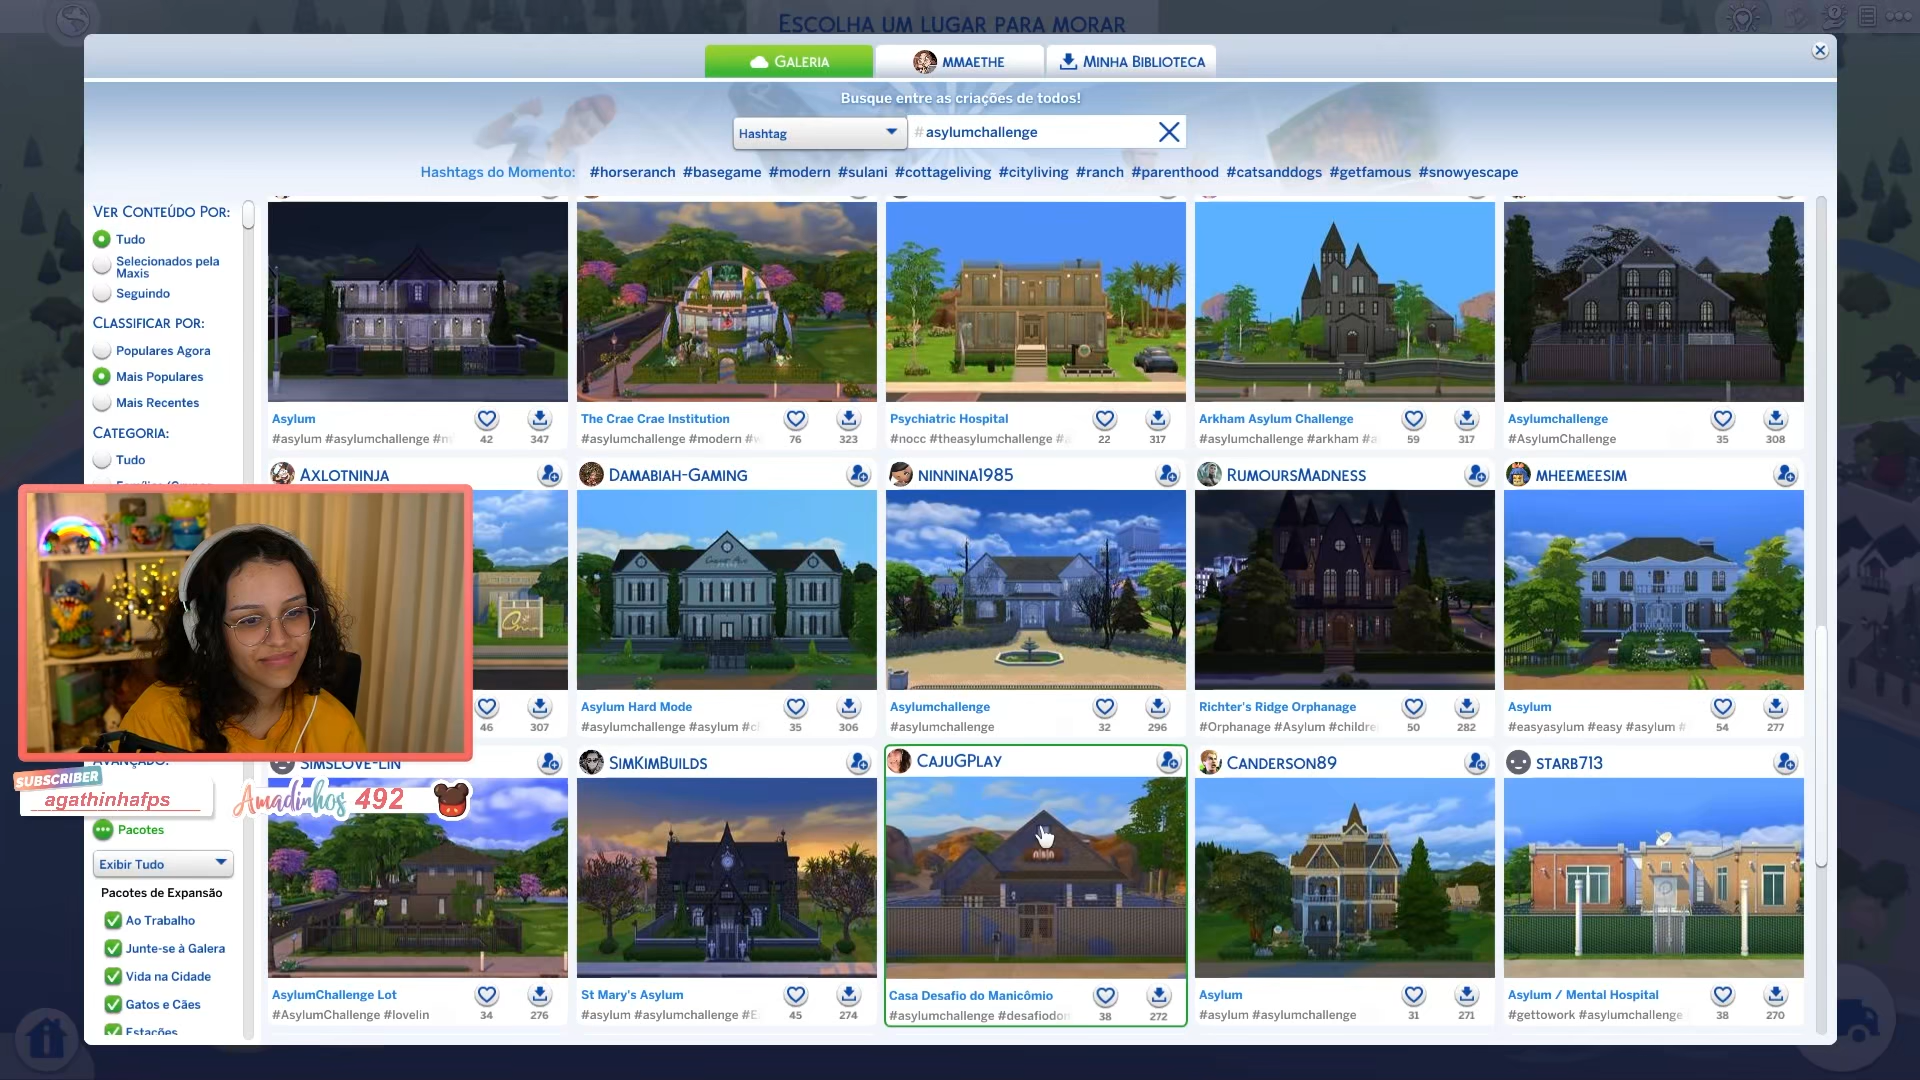 Escolha um lugar para morar
Galeria
mmaethe
Minha Biblioteca
Busque entre as criações de todos!
Hashtag
# asylumchallenge
Hashtags do Momento: #horseranch #basegame #modern #sulani #cottageliving #cityliving #ranch #parenthood #catsanddogs #getfamous #snowyescape
Ver Conteúdo Por:
Tudo
Selecionados pela
Maxis
Seguindo
Classificar por:
Populares Agora
Mais Populares
Mais Recentes
Categoria:
Tudo
Asylum
42
347
#asylum #asylumchallenge
The Crae Crae Institution
76
323
#asylumchallenge #modern
Psychiatric Hospital
22
317
#nocc #theasylumchallenge
Arkham Asylum Challenge
59
317
#asylumchallenge #arkham
Asylumchallenge
35
308
#AsylumChallenge
Axlotninja
46
307
Damabiah-Gaming
Asylum Hard Mode
35
306
#asylumchallenge #asylum
ninnina1985
Asylumchallenge
32
296
#asylumchallenge
RumoursMadness
Richter's Ridge Orphanage
50
282
#Orphanage #Asylum #childre
mheemeesim
Asylum
54
277
#easyasylum #easy #asylum #
SUBSCRIBER
agathinhafps
Amadinhos 492
Pacotes
Exibir Tudo
Pacotes de Expansão
Ao Trabalho
Junte-se à Galera
Vida na Cidade
Gatos e Cães
Estações
simslove-lin
AsylumChallenge Lot
34
276
#AsylumChallenge #lovelin
SimKimBuilds
St Mary's Asylum
45
274
#asylum #asylumchallenge
CajuGPlay
Casa Desafio do Manicômio
38
272
#asylumchallenge #desafiodon
Canderson89
Asylum
31
271
#asylum #asylumchallenge
starb713
Asylum / Mental Hospital
38
270
#gettowork #asylumchallenge